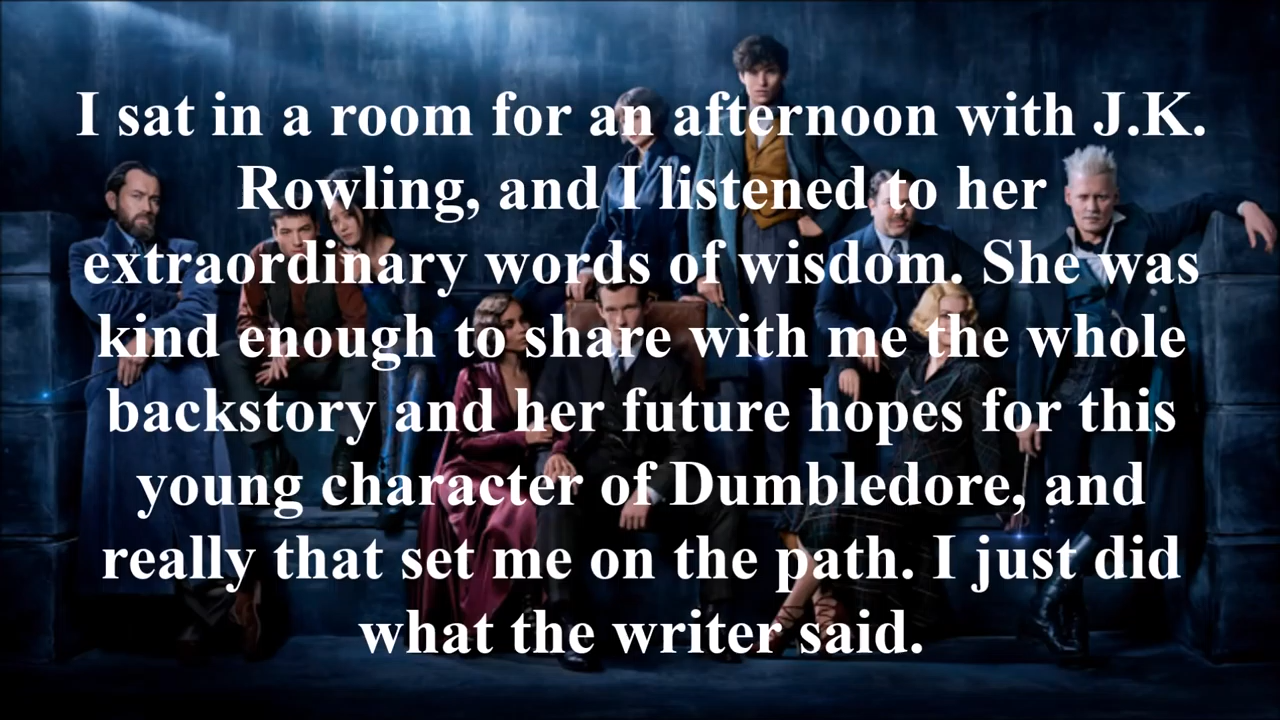 I sat in a room for an afternoon with J.K.
Rowling, and I listened to her
extraordinary words of wisdom. She was
kind enough to share with me the whole
backstory and her future hopes for this
young character of Dumbledore, and
really that set me on the path. I just did
what the writer said.